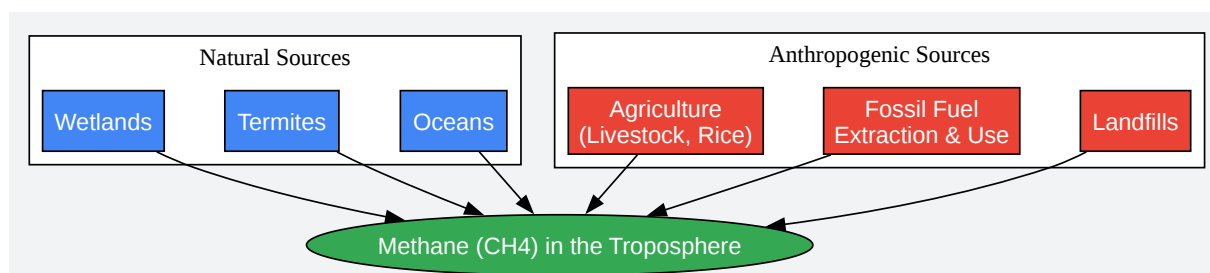 Natural Sources
Anthropogenic Sources
Wetlands
Termites
Oceans
Agriculture
(Livestock, Rice)
Fossil Fuel
Extraction & Use
Landfills
Methane (CH4) in the Troposphere